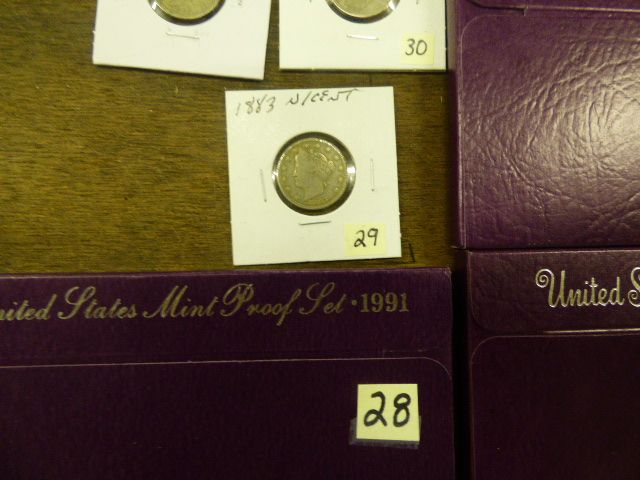 30
1883 N/CENT
29
United States Mint Proof Set · 1991
United S
28